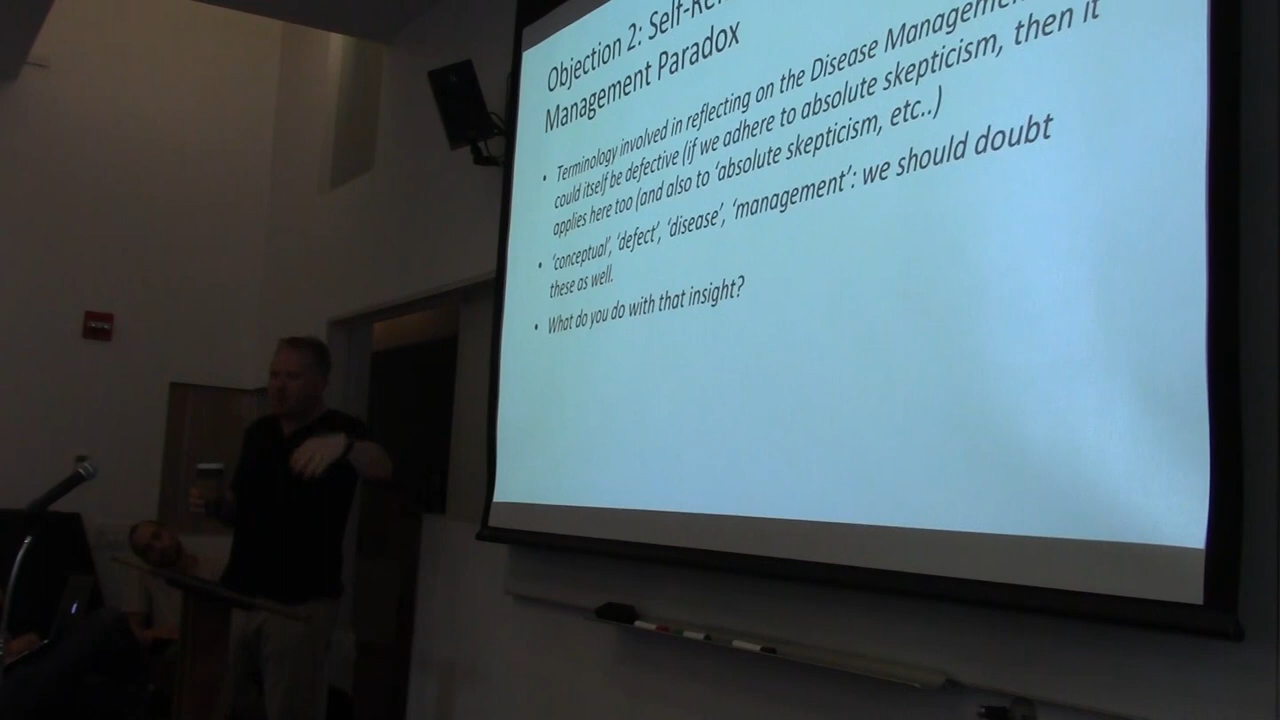 Objection 2: Self-Re
Management Paradox
• Terminology involved in reflecting on the Disease Managemen
could itself be defective (if we adhere to absolute skepticism, then it
applies here too (and also to 'absolute skepticism, etc..)
• 'conceptual', 'defect', 'disease', 'management': we should doubt
these as well.
• What do you do with that insight?